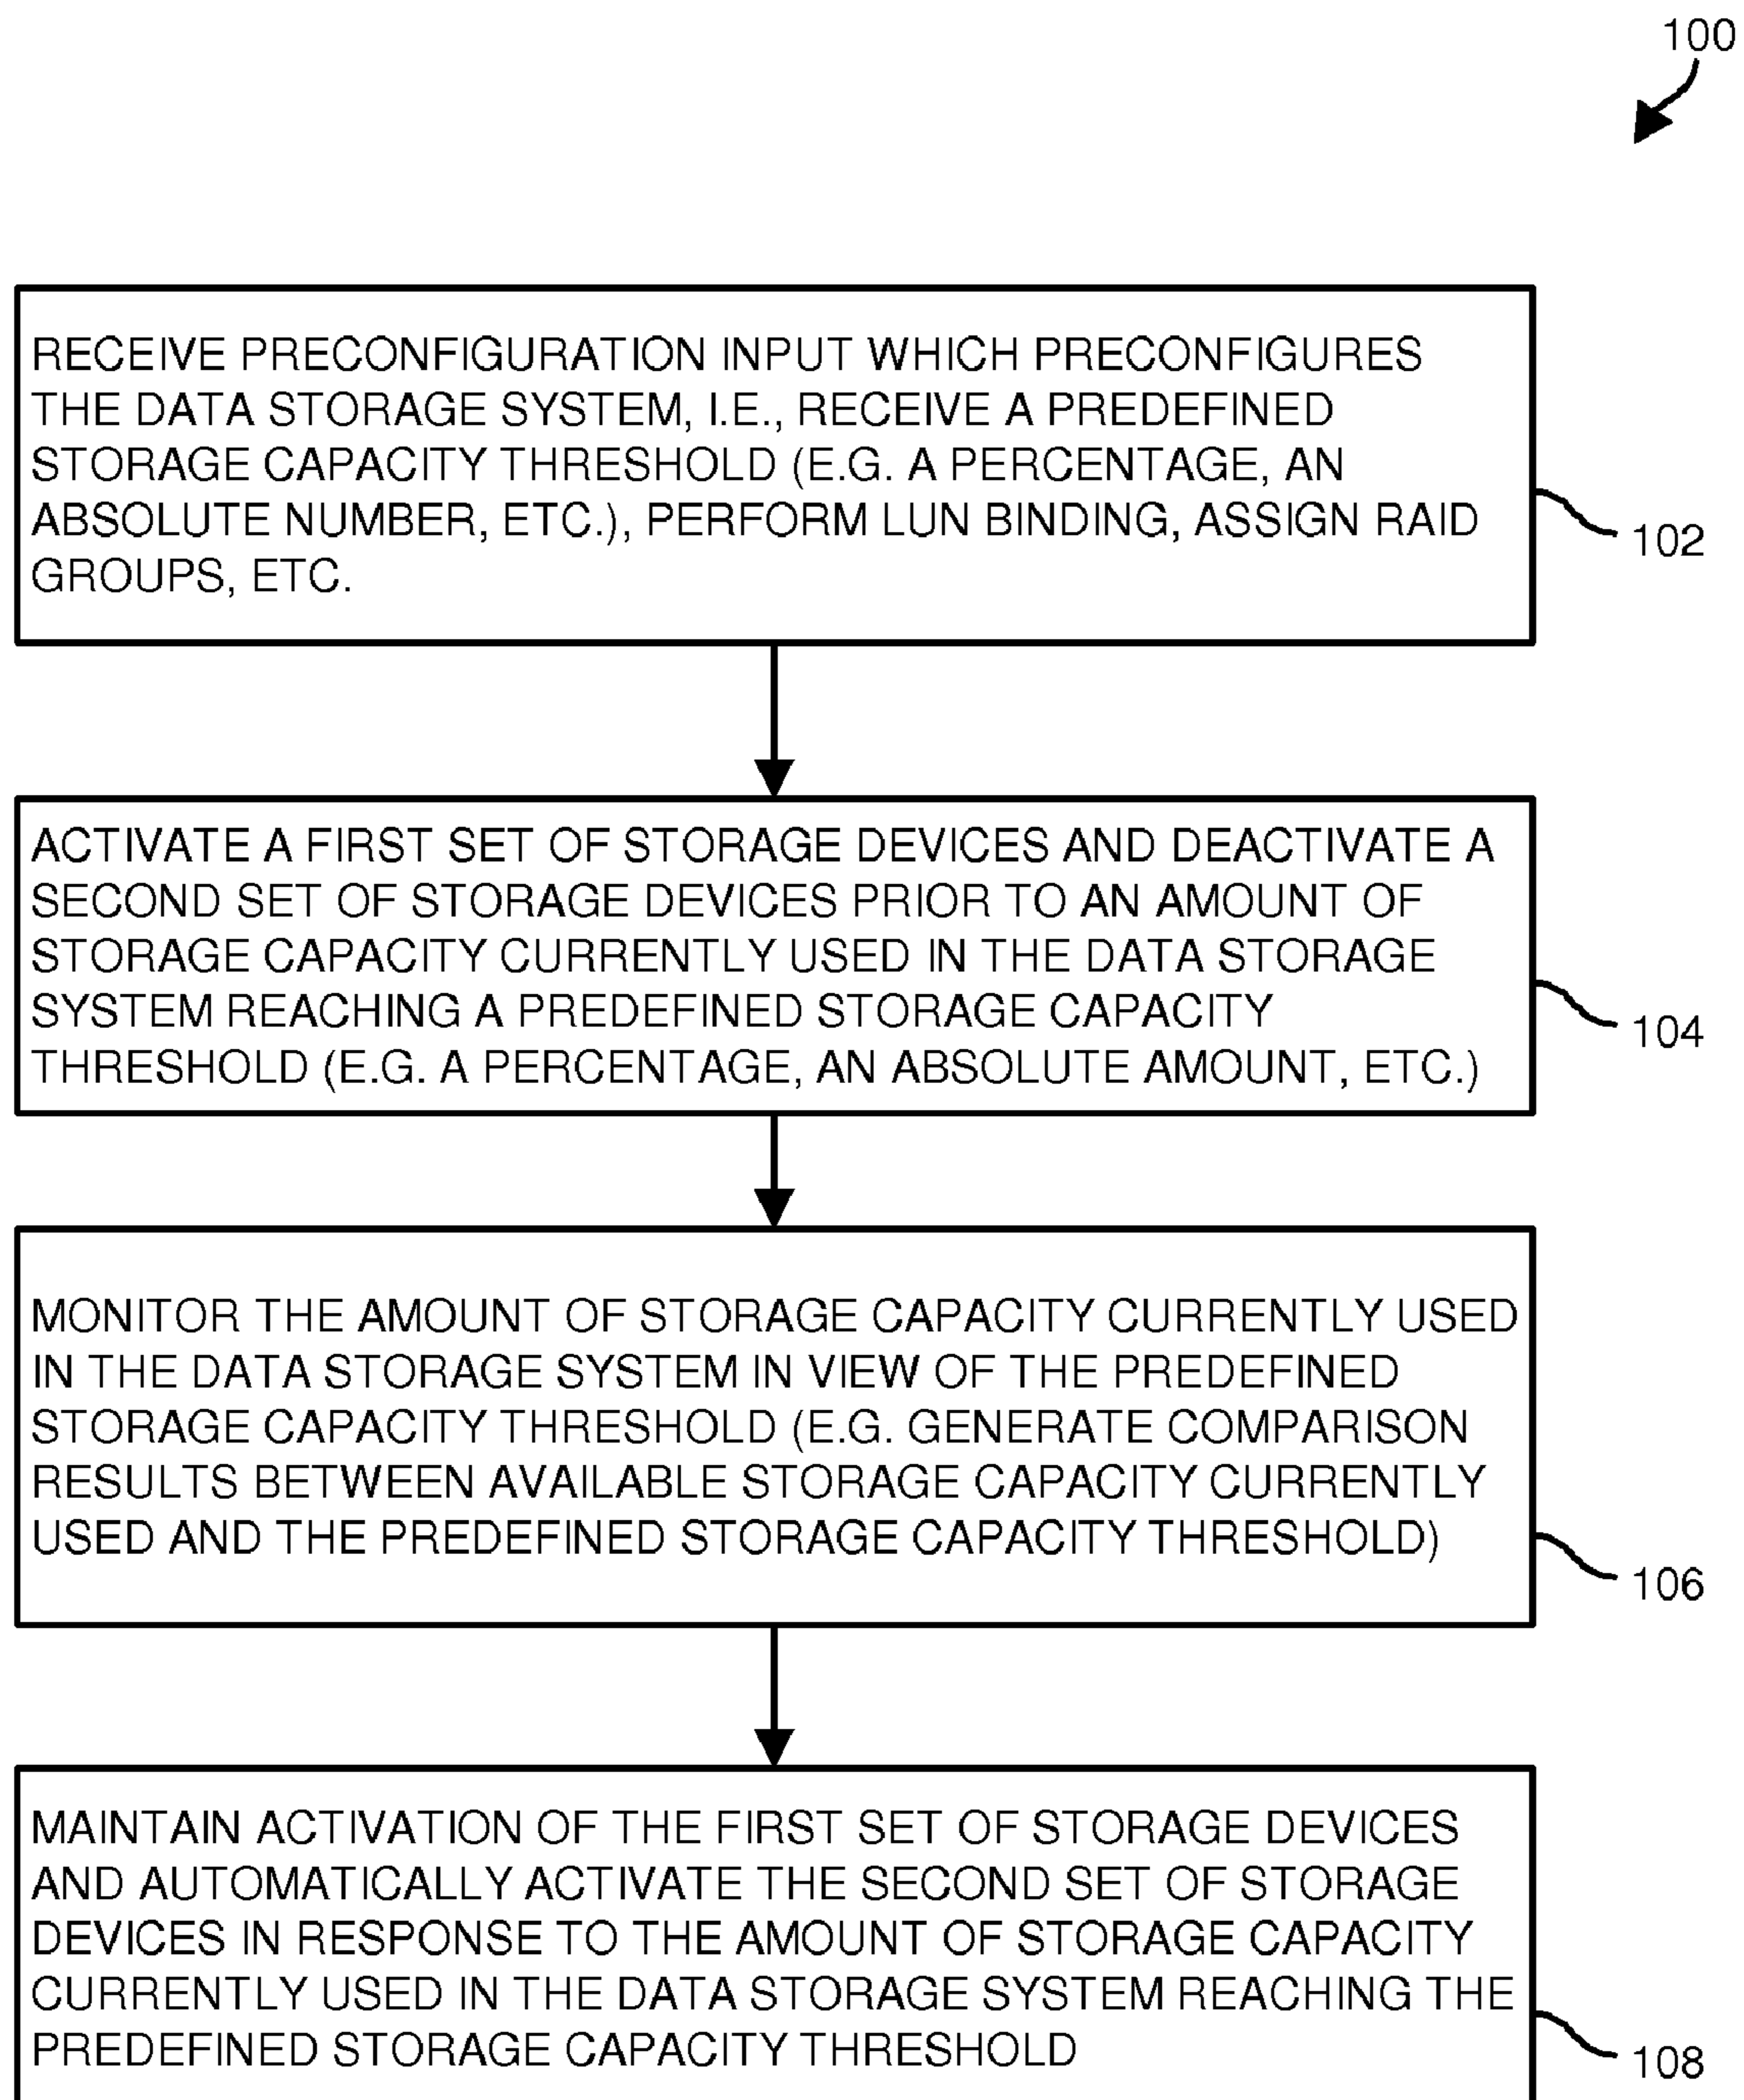 100
RECEIVE PRECONFIGURATION INPUT WHICH PRECONFIGURES
THE DATA STORAGE SYSTEM, I.E., RECEIVE A PREDEFINED
STORAGE CAPACITY THRESHOLD (E.G. A PERCENTAGE, AN
ABSOLUTE NUMBER, ETC.), PERFORM LUN BINDING, ASSIGN RAID
GROUPS, ETC.
102
ACTIVATE A FIRST SET OF STORAGE DEVICES AND DEACTIVATE A
SECOND SET OF STORAGE DEVICES PRIOR TO AN AMOUNT OF
STORAGE CAPACITY CURRENTLY USED IN THE DATA STORAGE
SYSTEM REACHING A PREDEFINED STORAGE CAPACITY
THRESHOLD (E.G. A PERCENTAGE, AN ABSOLUTE AMOUNT, ETC.)
104
MONITOR THE AMOUNT OF STORAGE CAPACITY CURRENTLY USED
IN THE DATA STORAGE SYSTEM IN VIEW OF THE PREDEFINED
STORAGE CAPACITY THRESHOLD (E.G. GENERATE COMPARISON
RESULTS BETWEEN AVAILABLE STORAGE CAPACITY CURRENTLY
USED AND THE PREDEFINED STORAGE CAPACITY THRESHOLD)
106
MAINTAIN ACTIVATION OF THE FIRST SET OF STORAGE DEVICES
AND AUTOMATICALLY ACTIVATE THE SECOND SET OF STORAGE
DEVICES IN RESPONSE TO THE AMOUNT OF STORAGE CAPACITY
CURRENTLY USED IN THE DATA STORAGE SYSTEM REACHING THE
PREDEFINED STORAGE CAPACITY THRESHOLD
108